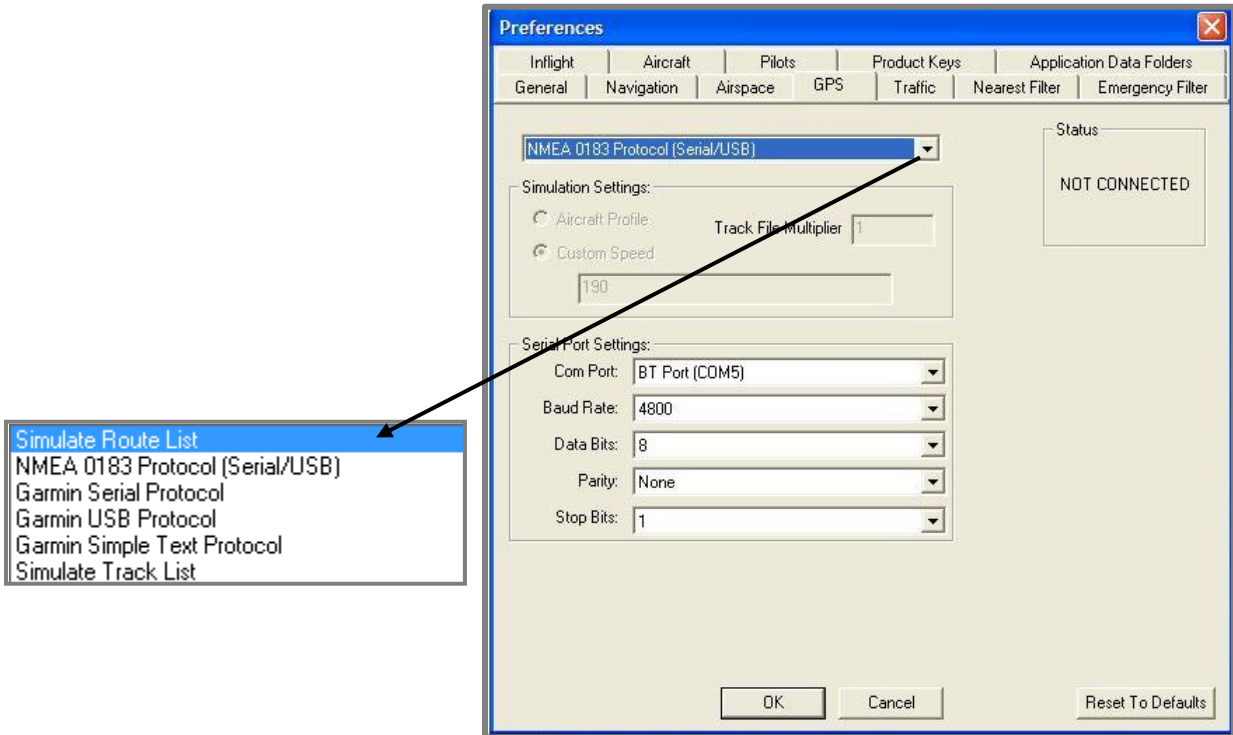 Preferences
Inflight Aircraft Pilots Product Keys Application Data Folders
General Navigation Airspace GPS Traffic Nearest Filter Emergency Filter
NMEA 0183 Protocol (Serial/USB)
Status
NOT CONNECTED
Simulation Settings:
Aircraft Profile
Track File Multiplier 1
Custom Speed
190
Serial Port Settings:
Com Port: BT Port (COM5)
Baud Rate: 4800
Data Bits: 8
Parity: None
Stop Bits: 1
Simulate Route List
NMEA 0183 Protocol (Serial/USB)
Garmin Serial Protocol
Garmin USB Protocol
Garmin Simple Text Protocol
Simulate Track List
OK Cancel Reset To Defaults